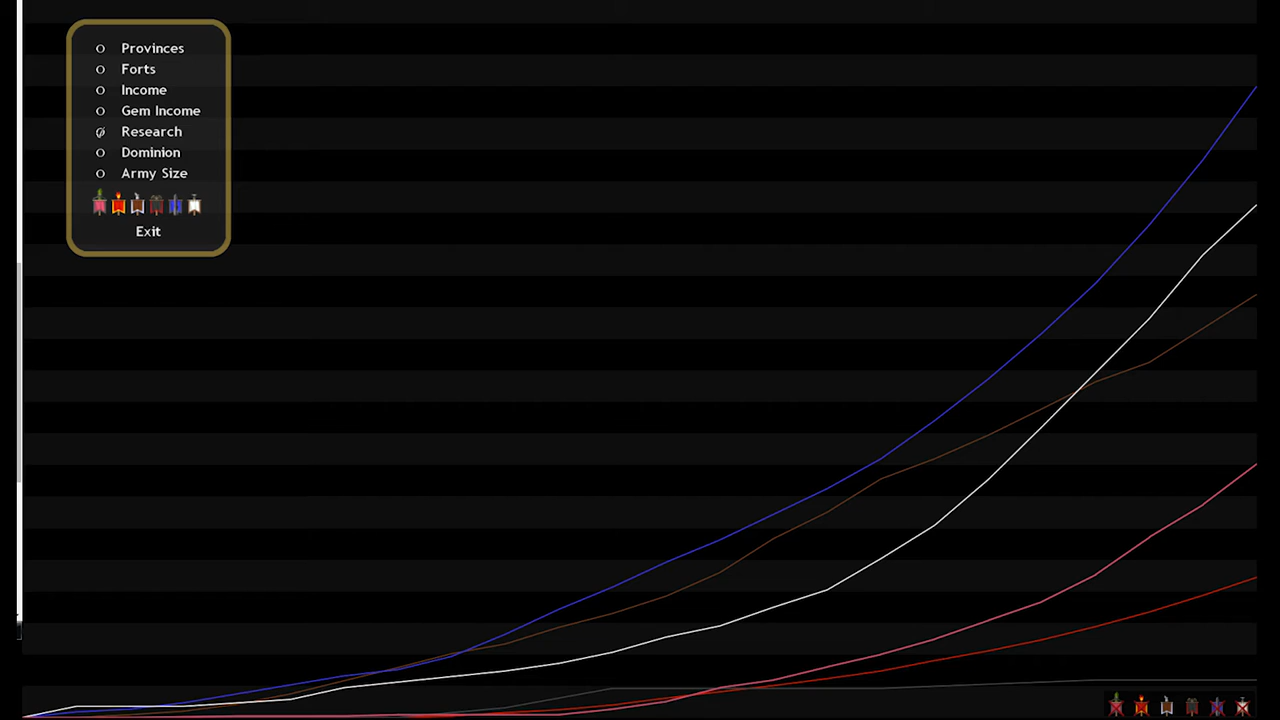 Provinces
Forts
Income
Gem Income
Research
Dominion
Army Size
Exit